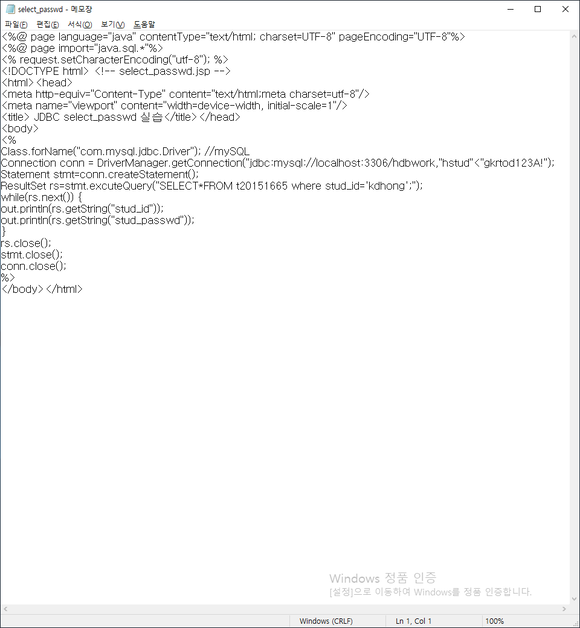 select_passwd - 메모장
파일(F) 편집(E) 서식(O) 보기(V) 도움말
<%@ page language="java" contentType="text/html; charset=UTF-8" pageEncoding="UTF-8"%>
<%@ page import="java.sql.*"%>
<% request.setCharacterEncoding("utf-8"); %>
<!DOCTYPE html> <!-- select_passwd.jsp -->
<html><head>
<meta http-equiv="Content-Type" content="text/html;meta charset=utf-8"/>
<meta name="viewport" content="width=device-width, initial-scale=1"/>
<title> JDBC select_passwd 실습</title></head>
<body>
<%
Class.forName("com.mysql.jdbc.Driver"); //mySQL
Connection conn = DriverManager.getConnection("jdbc:mysql://localhost:3306/hdbwork,"hstud"<"gkrtod123A!");
Statement stmt=conn.createStatement();
ResultSet rs=stmt.excuteQuery("SELECT*FROM t20151665 where stud_id='kdhong';");
while(rs.next()) {
out.println(rs.getString("stud_id"));
out.println(rs.getString("stud_passwd"));
}
rs.close();
stmt.close();
conn.close();
%>
</body></html>
Windows 정품 인증
[설정]으로 이동하여 Windows를 정품 인증합니다.
Windows (CRLF) Ln 1, Col 1 100%